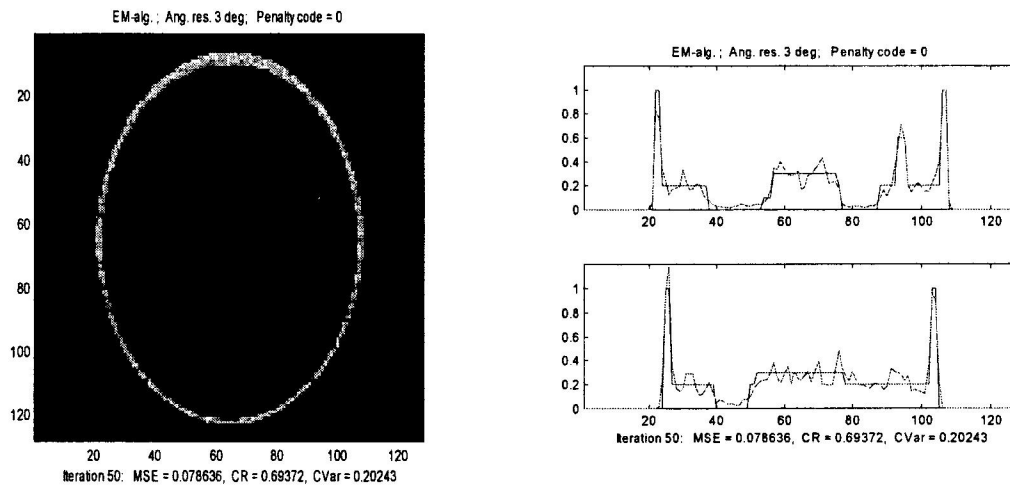 EM-alg. ; Ang. res. 3 deg; Penalty code = 0
20
40
60
80
100
120
20 40 60 80 100 120
Iteration 50: MSE = 0.078636, CR = 0.69372, CVar = 0.20243
EM-alg. ; Ang. res. 3 deg; Penalty code = 0
1
0.8
0.6
0.4
0.2
0
0 20 40 60 80 100 120
1
0.8
0.6
0.4
0.2
0
0 20 40 60 80 100 120
Iteration 50: MSE = 0.078636, CR = 0.69372, CVar = 0.20243